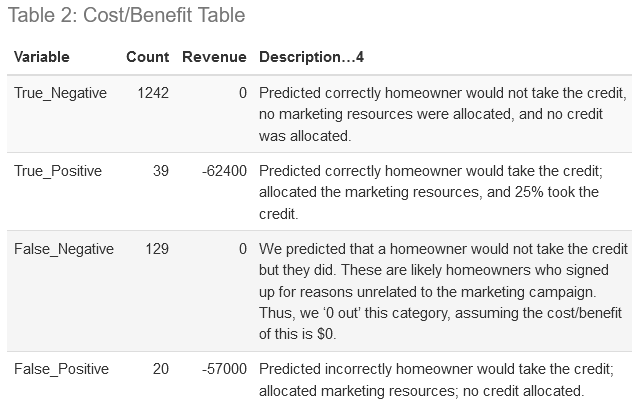 Table 2: Cost/Benefit Table
Variable Count Revenue Description…4
True_Negative 1242 0 Predicted correctly homeowner would not take the credit,
no marketing resources were allocated, and no credit
was allocated.
True_Positive 39 -62400 Predicted correctly homeowner would take the credit;
allocated the marketing resources, and 25% took the
credit.
False_Negative 129 0 We predicted that a homeowner would not take the credit
but they did. These are likely homeowners who signed
up for reasons unrelated to the marketing campaign.
Thus, we ‘0 out’ this category, assuming the cost/benefit
of this is $0.
False_Positive 20 -57000 Predicted incorrectly homeowner would take the credit;
allocated marketing resources; no credit allocated.